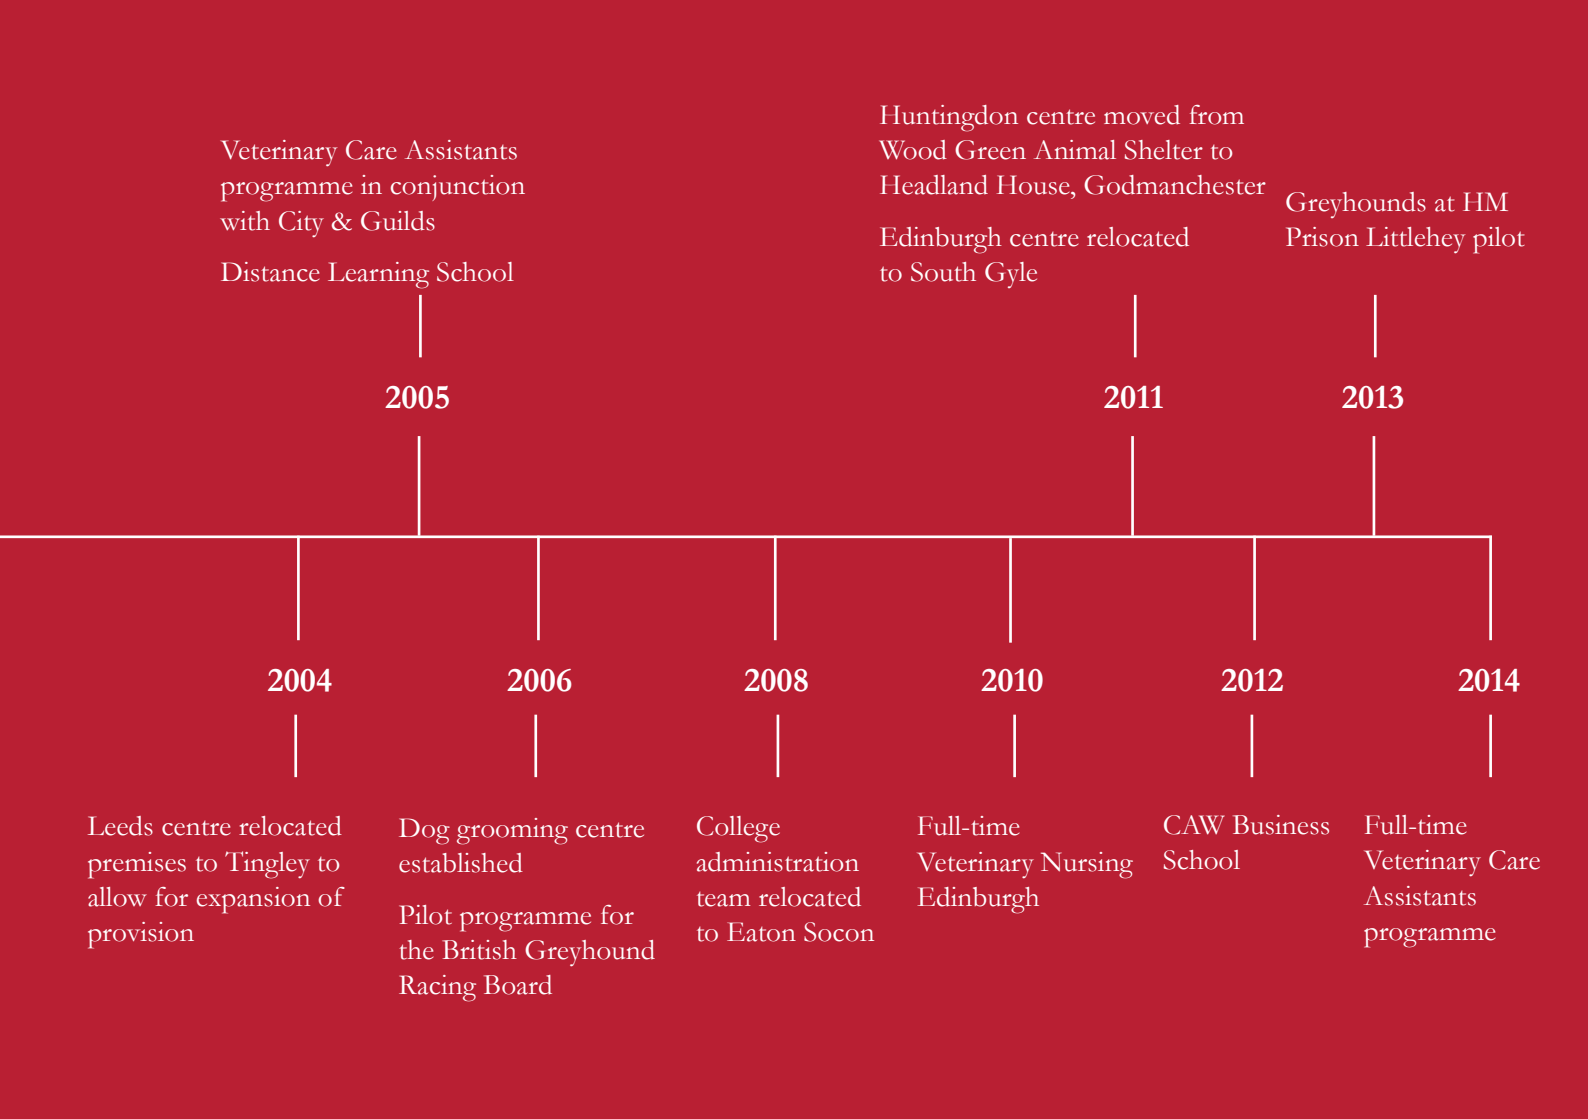 Veterinary Care Assistants
programme in conjunction
with City & Guilds
Distance Learning School
2005
Huntingdon centre moved from
Wood Green Animal Shelter to
Headland House, Godmanchester
Edinburgh centre relocated
to South Gyle
2011
Greyhounds at HM
Prison Littlehey pilot
2013
2004
Leeds centre relocated
premises to Tingley to
allow for expansion of
provision
2006
Dog grooming centre
established
Pilot programme for
the British Greyhound
Racing Board
2008
College
administration
team relocated
to Eaton Socon
2010
Full-time
Veterinary Nursing
Edinburgh
2012
CAW Business
School
2014
Full-time
Veterinary Care
Assistants
programme